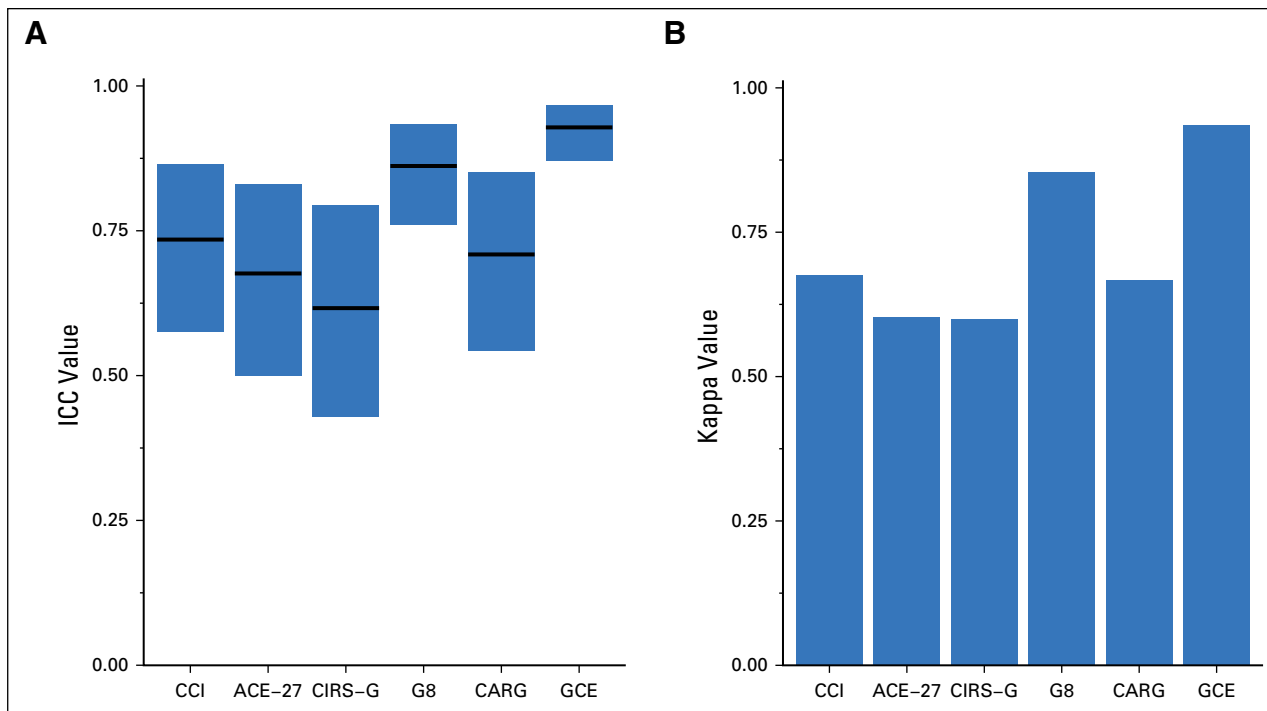 A
ICC Value
1.00
0.75
0.50
0.25
0.00
CCI ACE–27 CIRS–G G8 CARG GCE
B
Kappa Value
1.00
0.75
0.50
0.25
0.00
CCI ACE–27 CIRS–G G8 CARG GCE